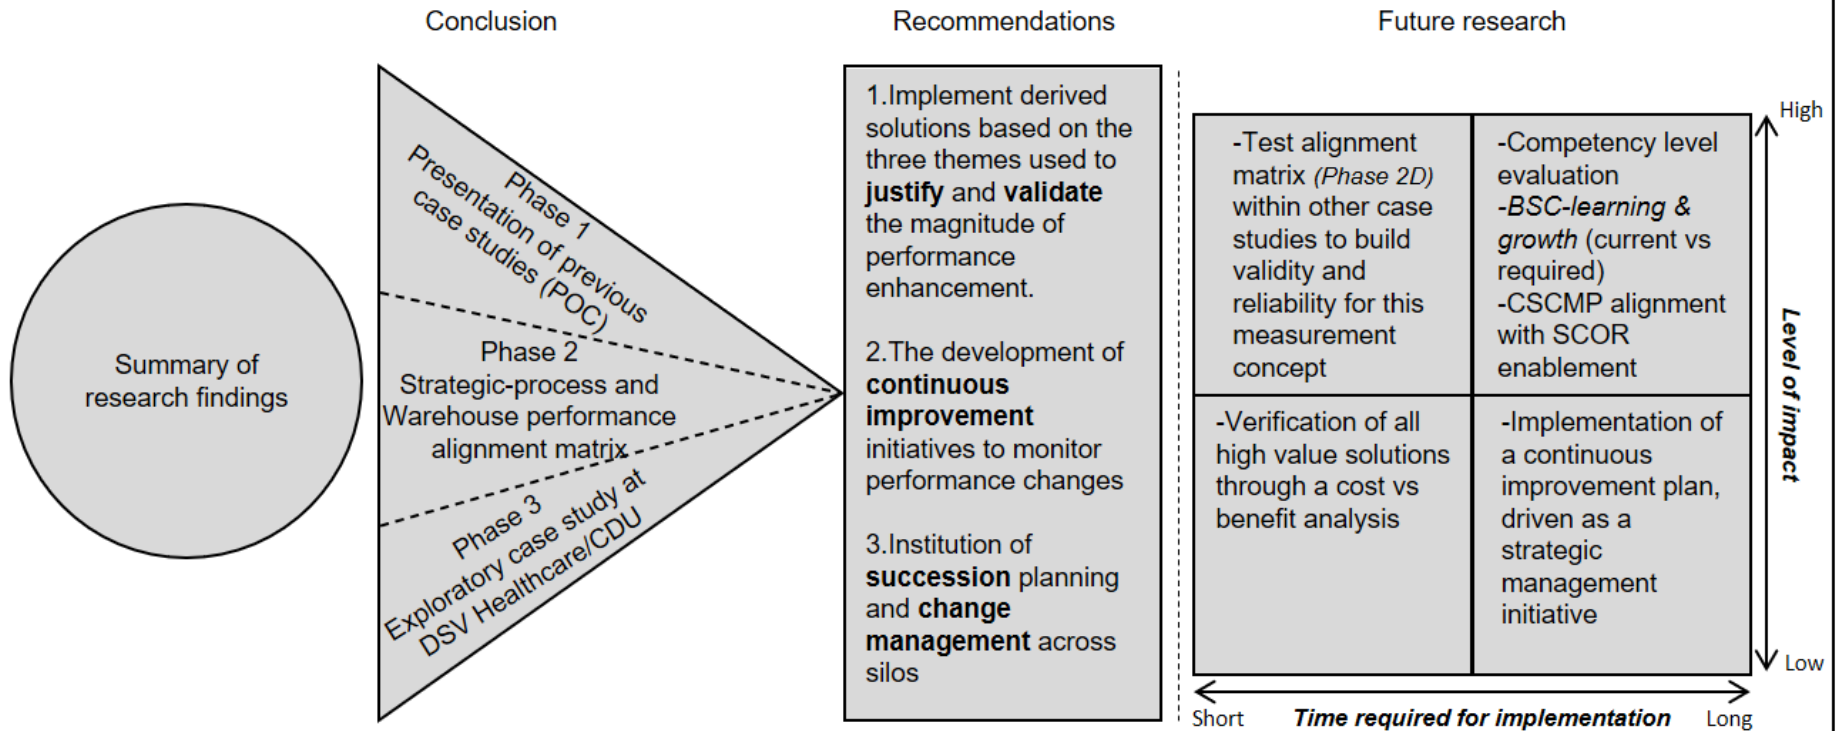 Conclusion
Recommendations
Future research
Summary of
research findings
Phase 1
Presentation of previous
case studies (POC)
Phase 2
Strategic-process and
Warehouse performance
alignment matrix
Phase 3
Exploratory case study at
DSV Healthcare/CDU
1.Implement derived
solutions based on the
three themes used to
justify and validate
the magnitude of
performance
enhancement.
2.The development of
continuous
improvement
initiatives to monitor
performance changes
3.Institution of
succession planning
and change
management across
silos
-Test alignment
matrix (Phase 2D)
within other case
studies to build
validity and
reliability for this
measurement
concept
-Competency level
evaluation
-BSC-learning &
growth (current vs
required)
-CSCMP alignment
with SCOR
enablement
-Verification of all
high value solutions
through a cost vs
benefit analysis
-Implementation of
a continuous
improvement plan,
driven as a
strategic
management
initiative
High
Level of impact
Low
Short
Time required for implementation
Long